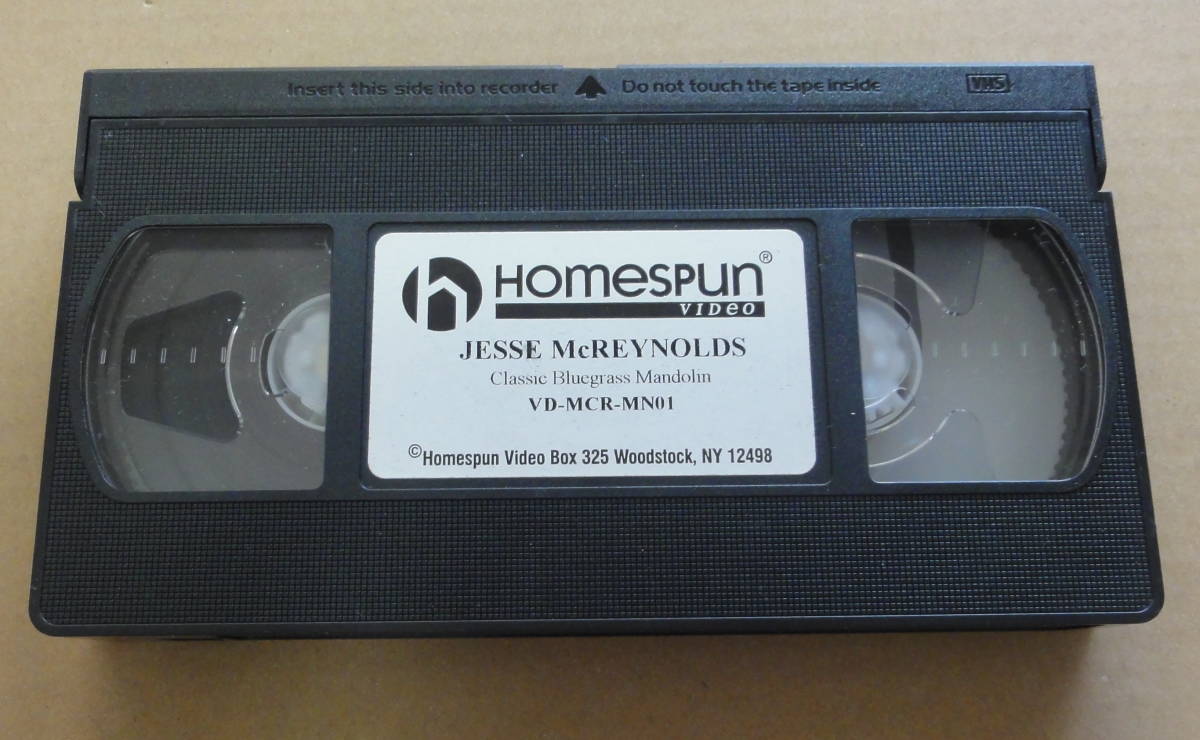 Insert this side into recorder Do not touch the tape inside VHS
Homespun®
VIDeo
JESSE McREYNOLDS
Classic Bluegrass Mandolin
VD-MCR-MN01
©Homespun Video Box 325 Woodstock, NY 12498